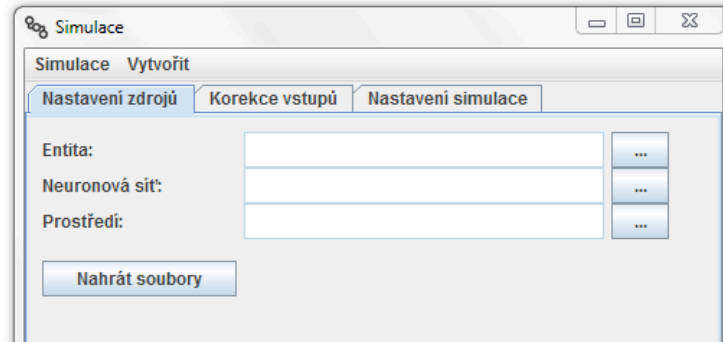 Simulace
Simulace Vytvořit
Nastavení zdrojů Korekce vstupů Nastavení simulace
Entita: ...
Neuronová síť: ...
Prostředí: ...
Nahrát soubory